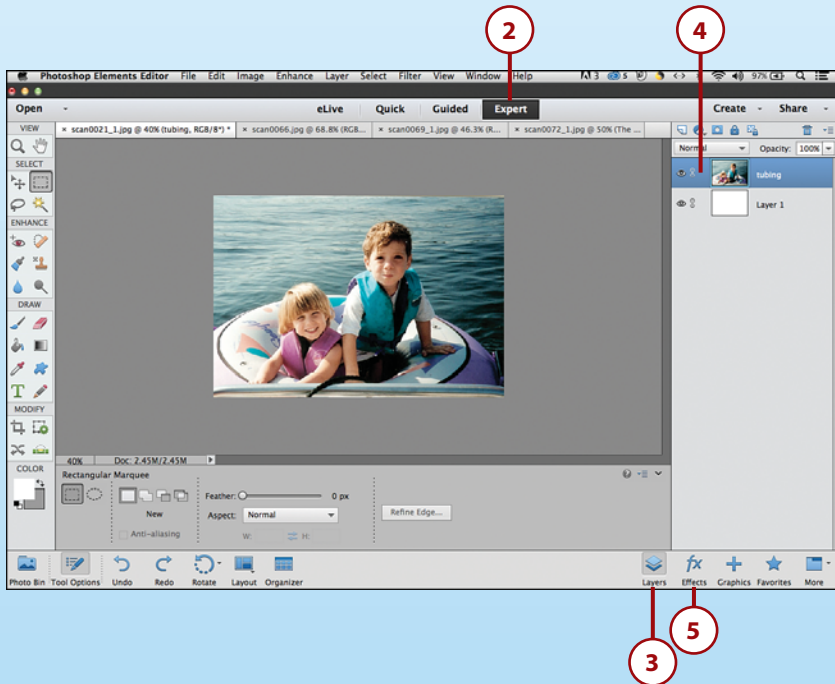 2
4
Photoshop Elements Editor File Edit Image Enhance Layer Select Filter View Window Help 3 5 97% 
Open eLive Quick Guided Expert Create Share
VIEW
× scan0021_1.jpg @ 40% (tubing, RGB/8*) * × scan0066.jpg @ 68.8% (RGB... × scan0069_1.jpg @ 46.3% (R... × scan0072_1.jpg @ 50% (The ...
Normal Opacity: 100%
SELECT
tubing
Layer 1
ENHANCE
DRAW
T
MODIFY
40% Doc: 2.45M/2.45M
COLOR
Rectangular Marquee
Feather: 0 px
New
Aspect: Normal
Refine Edge...
Anti-aliasing
W: H:
Photo Bin Tool Options Undo Redo Rotate Layout Organizer Layers fx Effects Graphics Favorites More
5
3